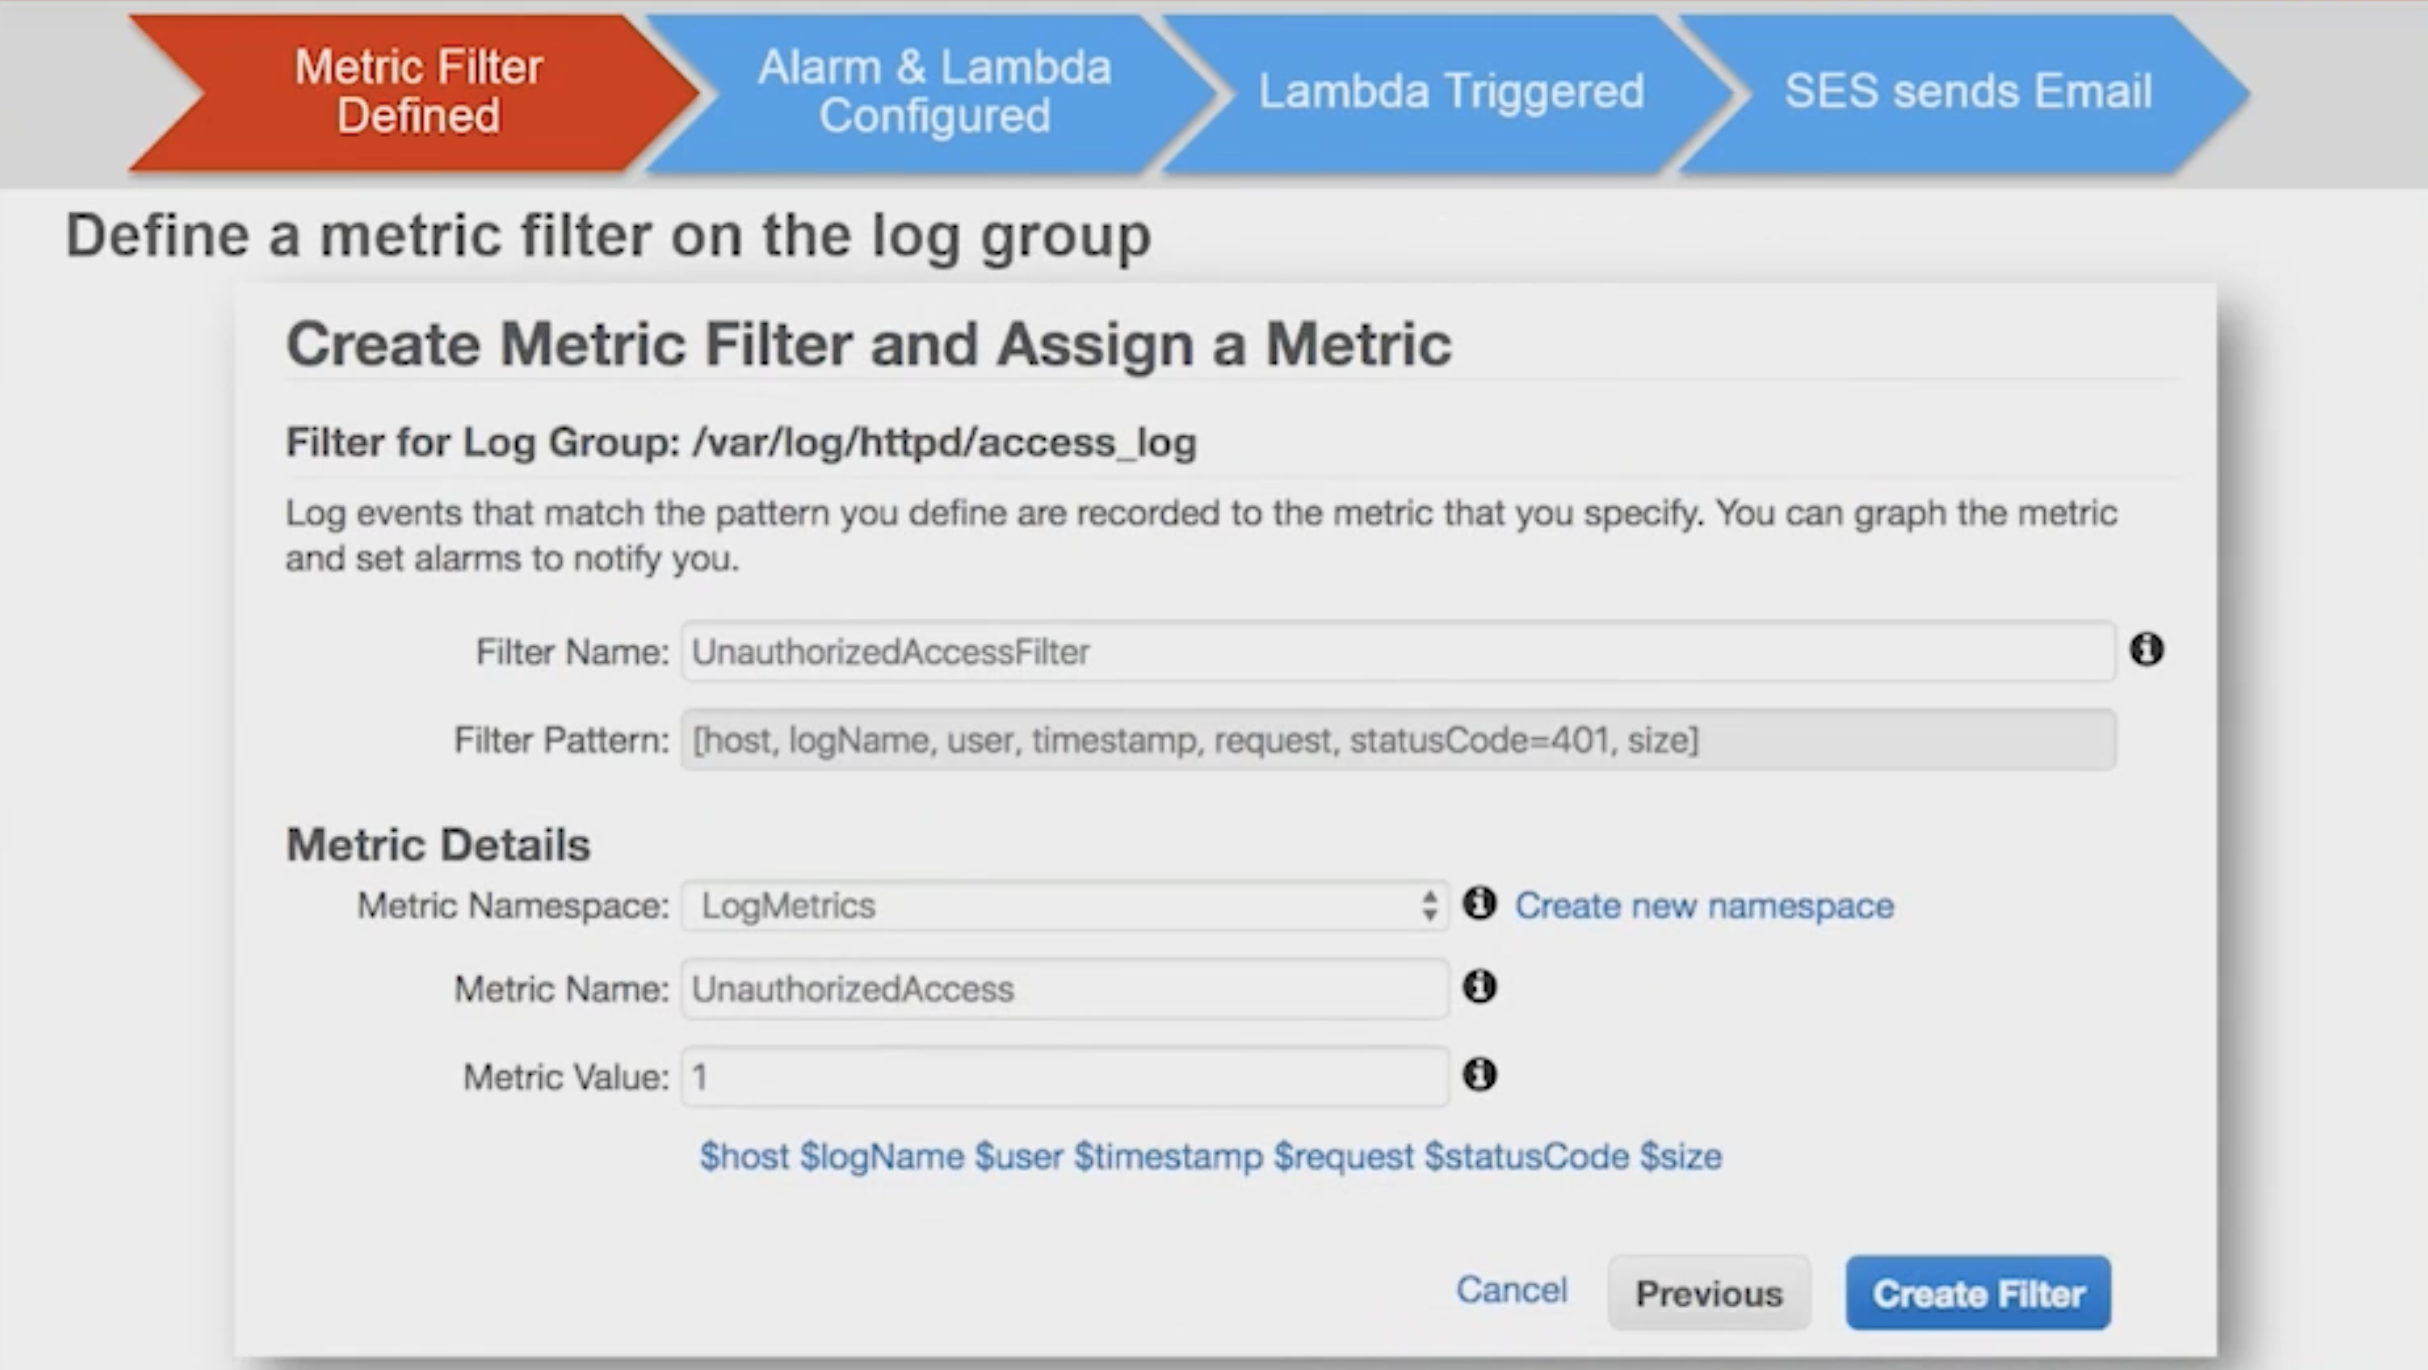 Metric Filter
Defined
Alarm & Lambda
Configured
Lambda Triggered
SES sends Email
Define a metric filter on the log group
Create Metric Filter and Assign a Metric
Filter for Log Group: /var/log/httpd/access_log
Log events that match the pattern you define are recorded to the metric that you specify. You can graph the metric
and set alarms to notify you.
Filter Name: UnauthorizedAccessFilter
Filter Pattern: [host, logName, user, timestamp, request, statusCode=401, size]
Metric Details
Metric Namespace: LogMetrics Create new namespace
Metric Name: UnauthorizedAccess
Metric Value: 1
$host $logName $user $timestamp $request $statusCode $size
Cancel Previous Create Filter